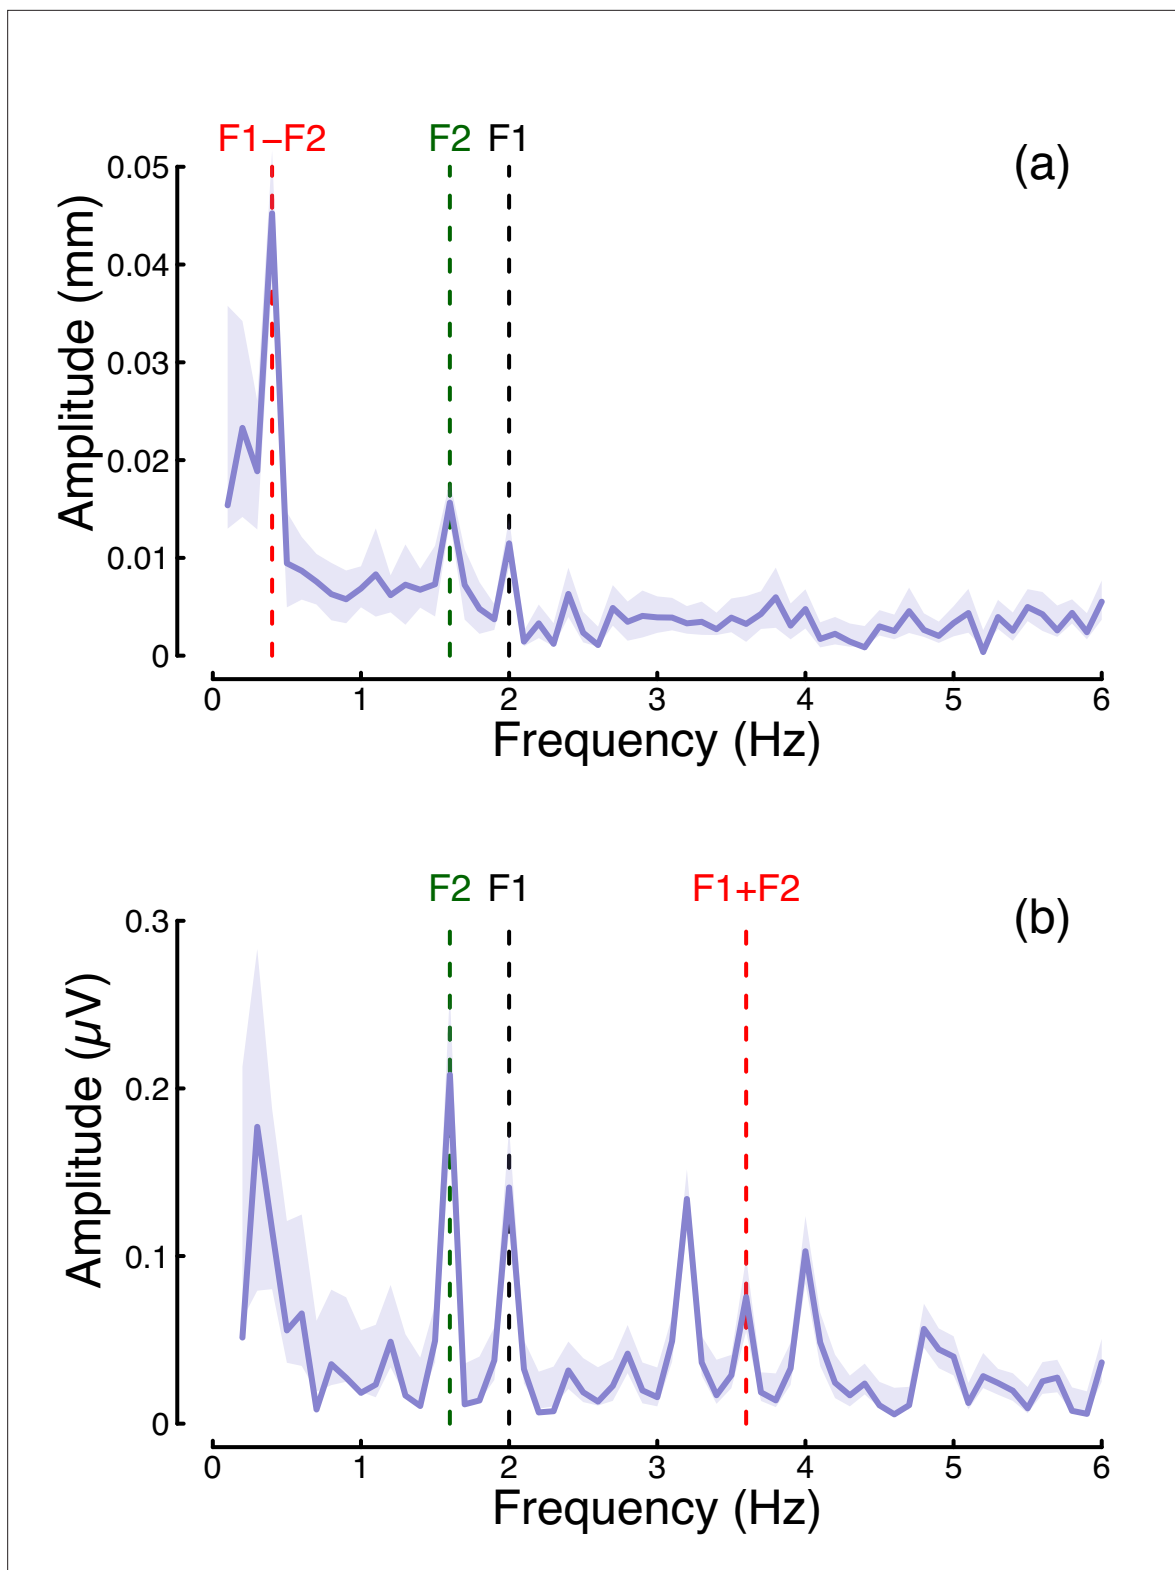 F1−F2 F2 F1
(a)
0.05
0.04
0.03
0.02
0.01
0
Amplitude (mm)
0 1 2 3 4 5 6
Frequency (Hz)
F2 F1 F1+F2
(b)
0.3
0.2
0.1
0
Amplitude (μV)
0 1 2 3 4 5 6
Frequency (Hz)